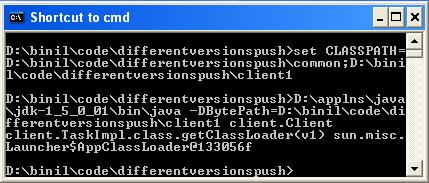 Shortcut to cmd
D:\binil\code\differentversionspush>set CLASSPATH=
D:\binil\code\differentversionspush\common;D:\bini
l\code\differentversionspush\client1
D:\binil\code\differentversionspush>D:\applns\java
\jdk-1_5_0_01\bin\java -DBytePath=D:\binil\code\di
fferentversionspush\client1 client.Client
client.TaskImpl.class.getClassLoader(v1) sun.misc.
Launcher$AppClassLoader@133056f
D:\binil\code\differentversionspush>